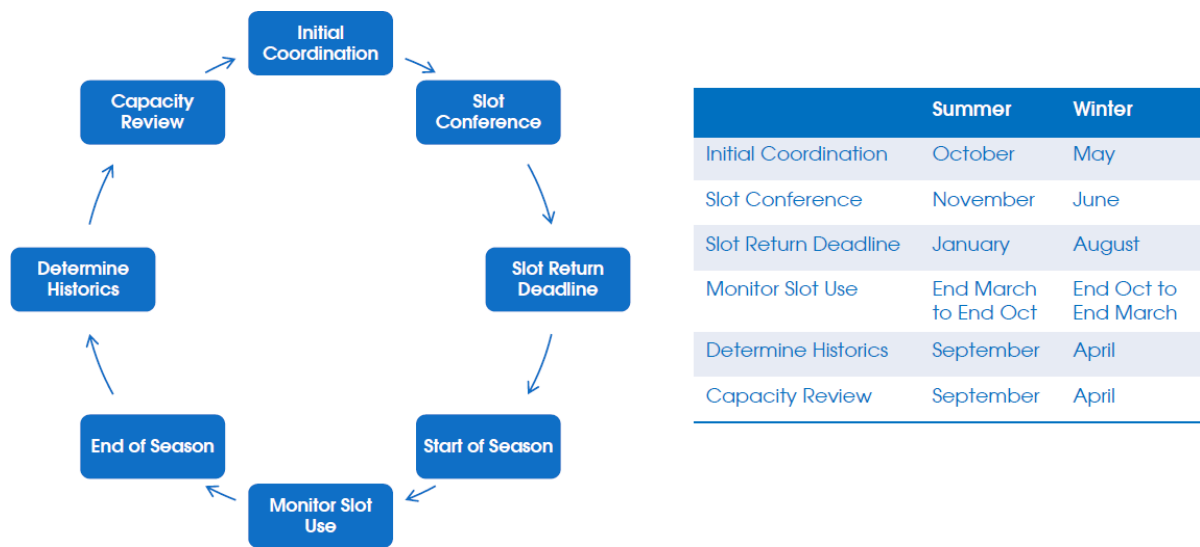 Initial
Coordination
Slot
Conference
Slot Return
Deadline
Start of Season
Monitor Slot
Use
End of Season
Determine
Historics
Capacity
Review
Summer Winter
Initial Coordination October May
Slot Conference November June
Slot Return Deadline January August
Monitor Slot Use End March End Oct to
to End Oct End March
Determine Historics September April
Capacity Review September April